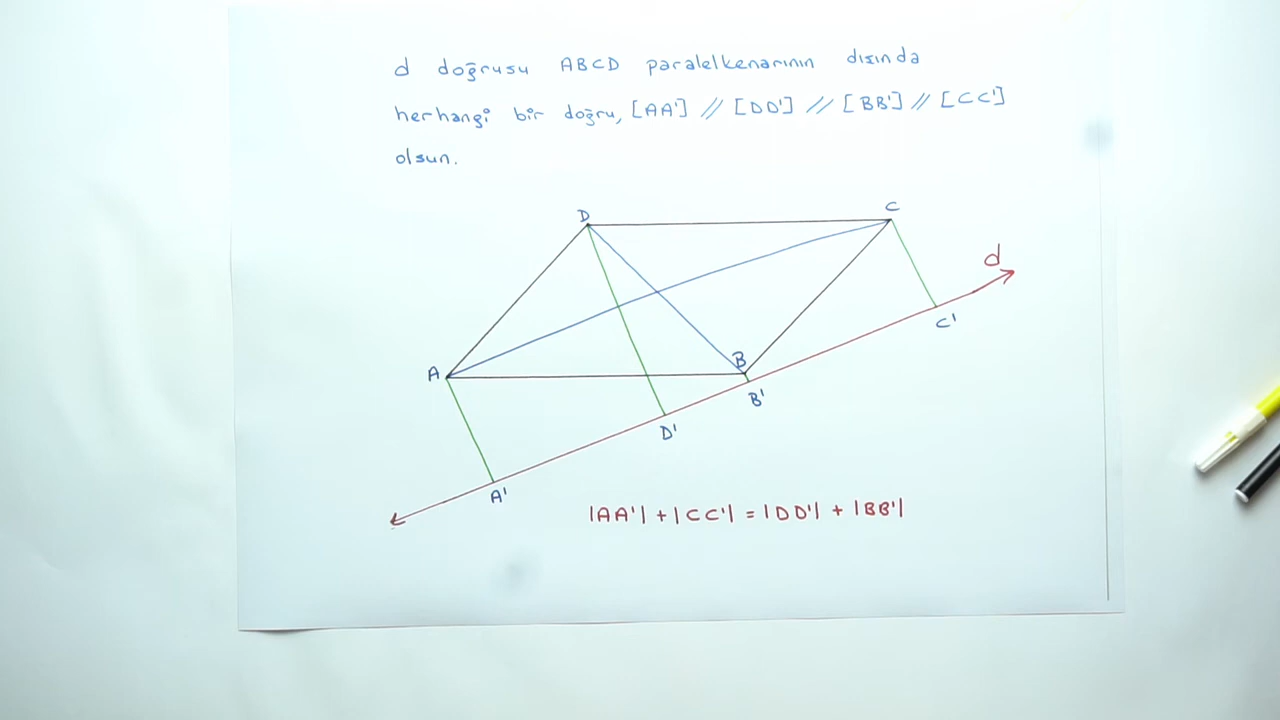 d doğrusu ABCD paralelkenarının dışında
herhangi bir doğru, [AA'] // [DD'] // [BB'] // [CC']
olsun.
D
C
d
A
B
C'
B'
D'
A'
|AA'| + |CC'| = |DD'| + |BB'|